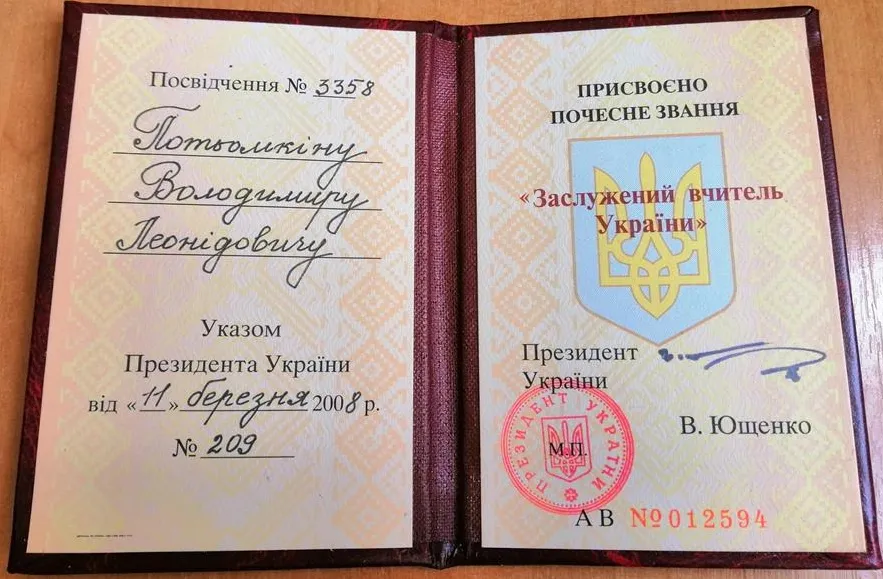 Посвідчення № 3358
Потьомкіну
Володимиру
Леонідовичу
Указом
Президента України
від «11» березня 2008 р.
№ 209
ПРИСВОЄНО
ПОЧЕСНЕ ЗВАННЯ
«Заслужений вчитель
України»
Президент
України
ПРЕЗИДЕНТ УКРАЇНИ
М.П.
В. Ющенко
А В №012594